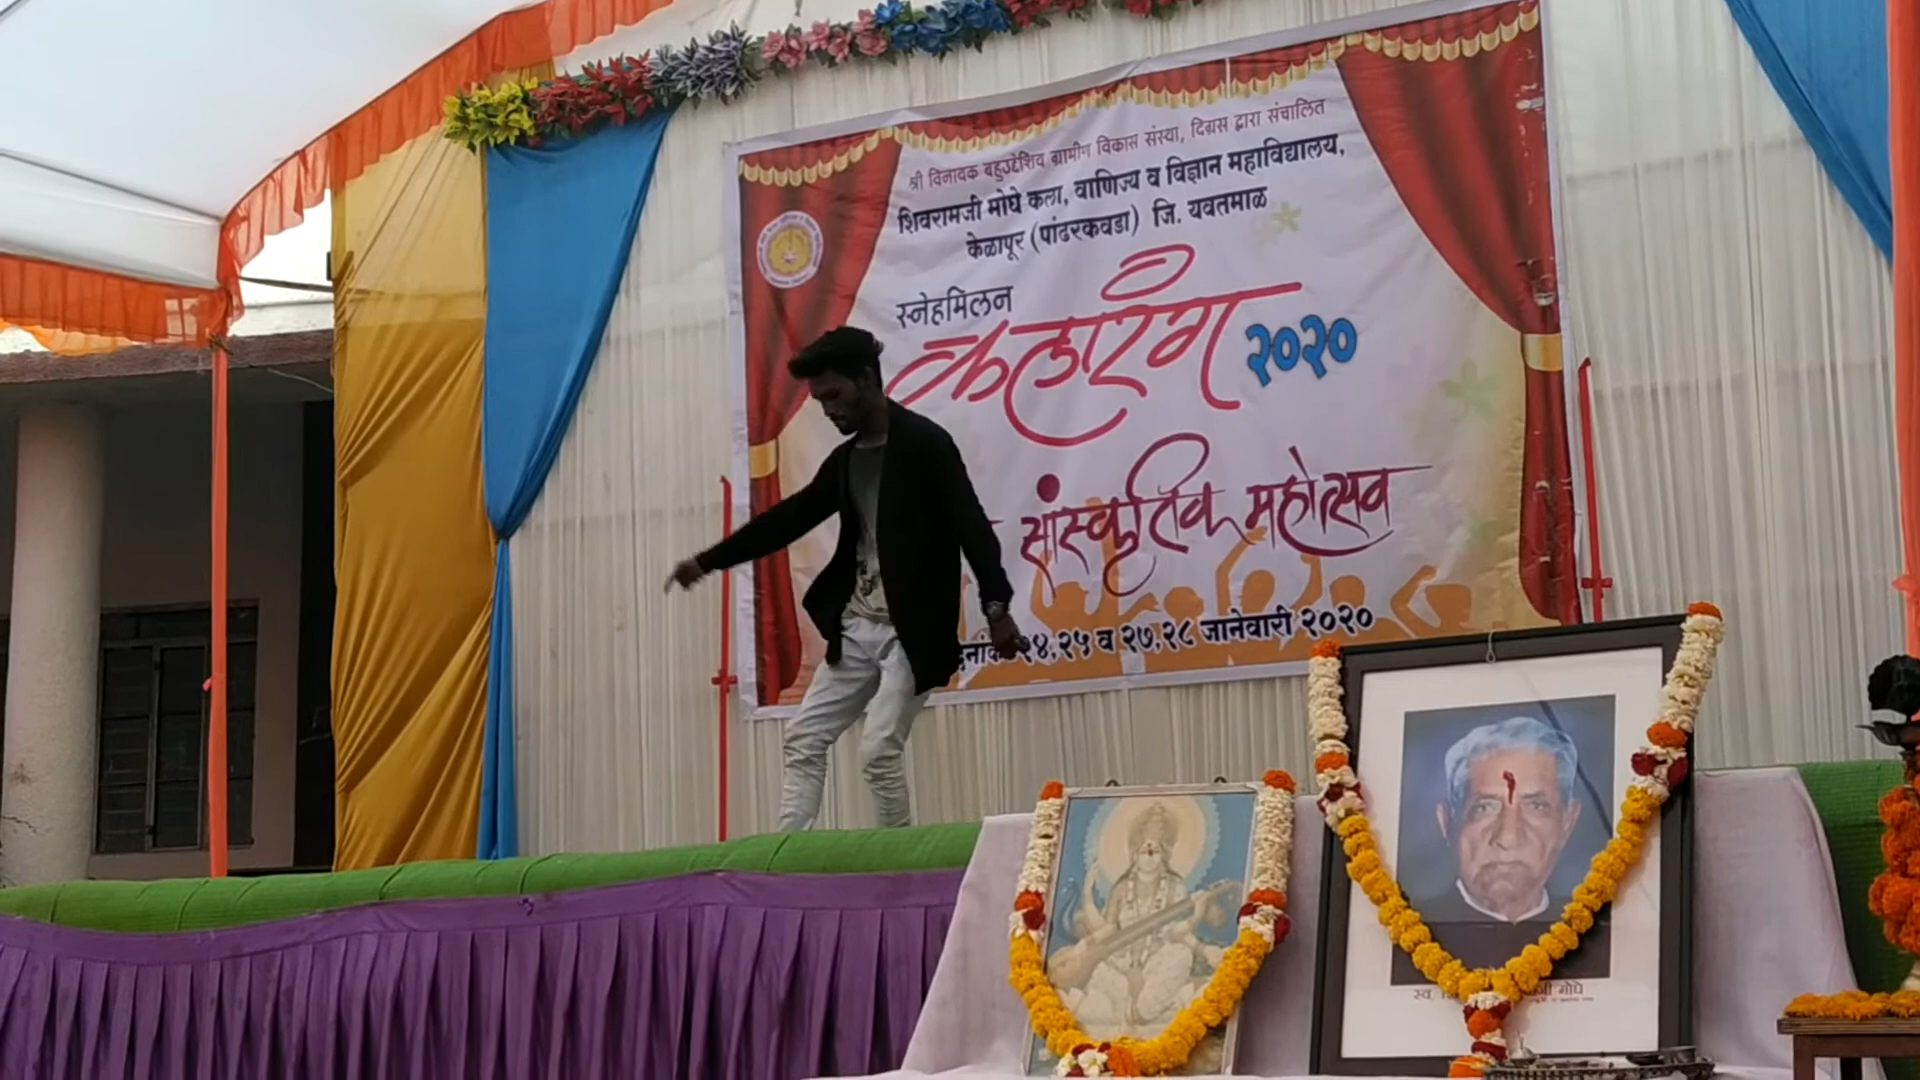 श्री विनायक बहुउद्देशिय ग्रामीण विकास संस्था, दिग्रस द्वारा संचालित
शिवरामजी मोघे कला, वाणिज्य व विज्ञान महाविद्यालय,
केळापूर (पांढरकवडा) जि. यवतमाळ
स्नेहमिलन
कलारंग २०२०
सांस्कृतिक महोत्सव
२४,२५ व २७,२८ जानेवारी २०२०
स्व. मोघे